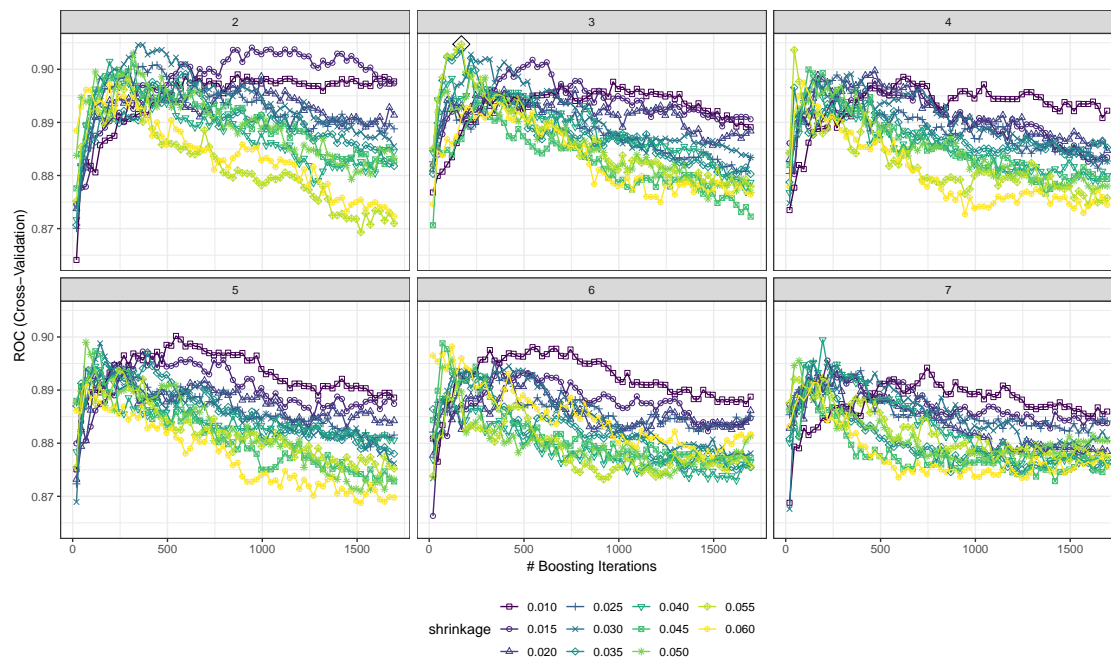 2 3 4
0.90
0.89
0.88
0.87
5 6 7
0.90
0.89
0.88
0.87
ROC (Cross−Validation)
0 500 1000 1500 0 500 1000 1500 0 500 1000 1500
# Boosting Iterations
shrinkage
0.010 0.025 0.040 0.055
0.015 0.030 0.045 0.060
0.020 0.035 0.050